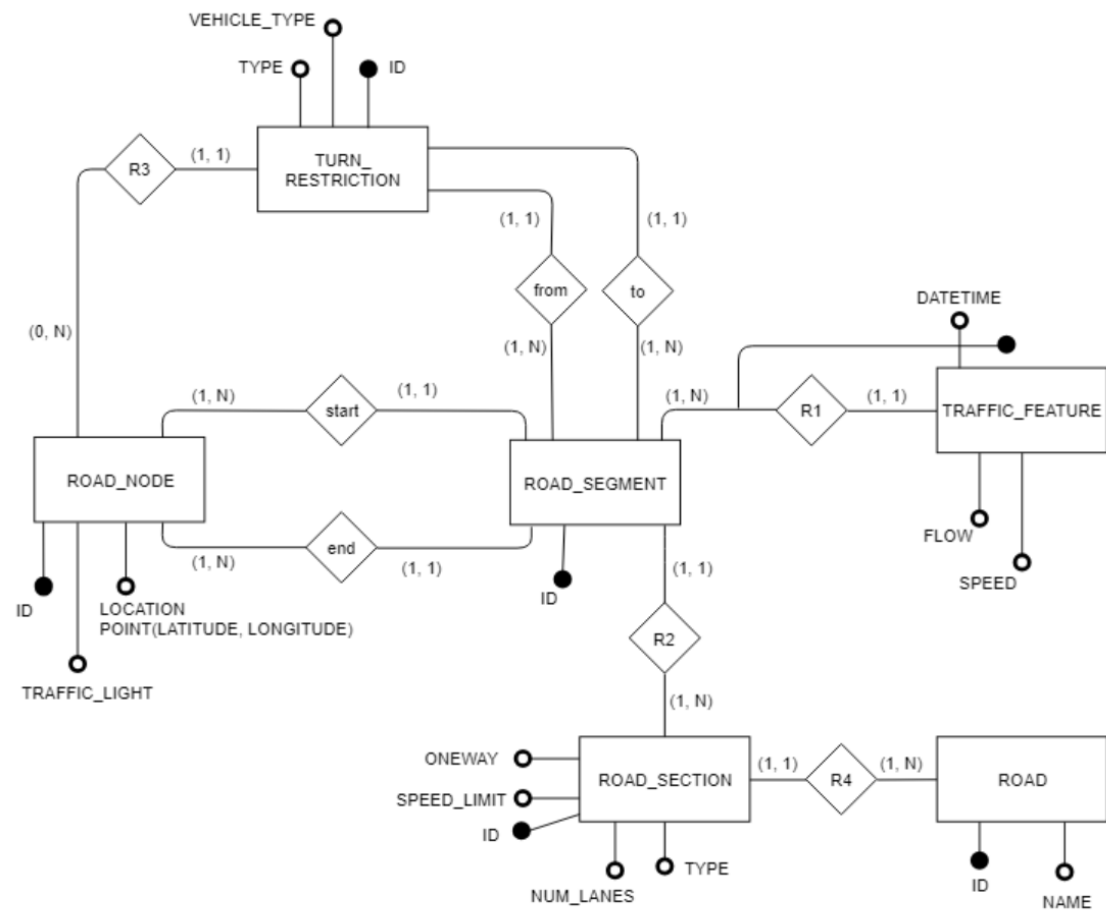 VEHICLE_TYPE
TYPE
ID
R3
(1, 1)
TURN_
RESTRICTION
(1, 1)
(1, 1)
from
to
DATETIME
(0, N)
(1, N)
(1, N)
(1, N)
start
(1, 1)
(1, N)
R1
(1, 1)
TRAFFIC_FEATURE
ROAD_NODE
ROAD_SEGMENT
FLOW
(1, N)
end
(1, 1)
(1, 1)
SPEED
ID
LOCATION
POINT(LATITUDE, LONGITUDE)
ID
R2
TRAFFIC_LIGHT
(1, N)
ONEWAY
ROAD_SECTION
(1, 1)
R4
(1, N)
ROAD
SPEED_LIMIT
ID
TYPE
NUM_LANES
ID
NAME